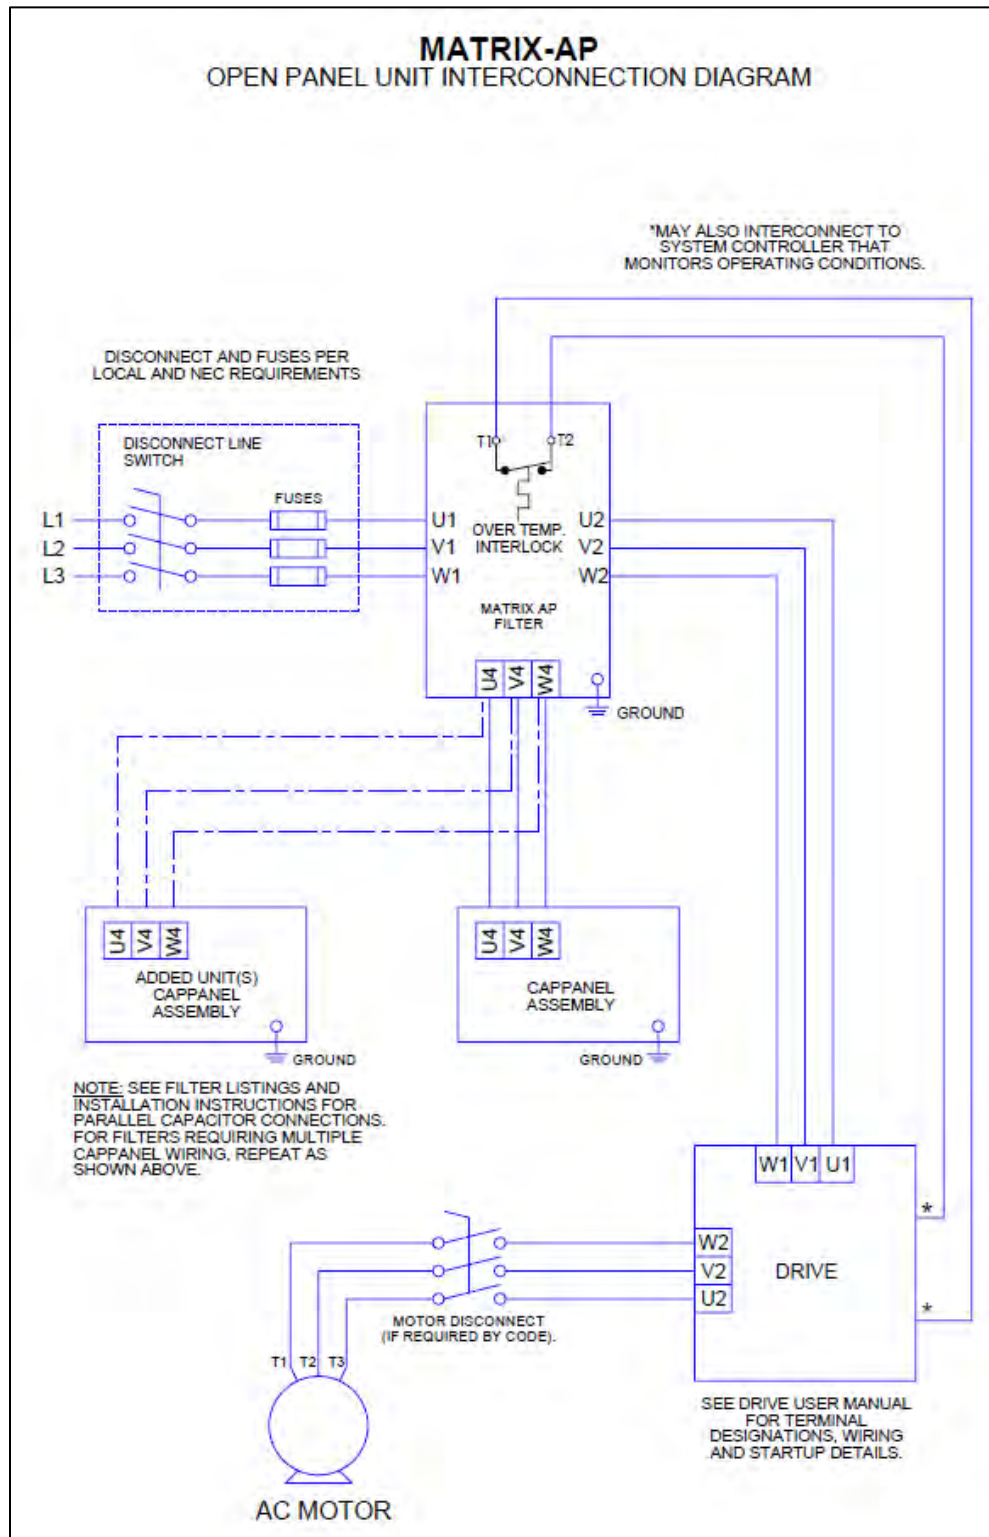 MATRIX-AP
OPEN PANEL UNIT INTERCONNECTION DIAGRAM
*MAY ALSO INTERCONNECT TO
SYSTEM CONTROLLER THAT
MONITORS OPERATING CONDITIONS.
DISCONNECT AND FUSES PER
LOCAL AND NEC REQUIREMENTS
DISCONNECT LINE
SWITCH
FUSES
L1
L2
L3
T1 T2
OVER TEMP.
INTERLOCK
U1
V1
W1
U2
V2
W2
MATRIX AP
FILTER
U4 V4 W4
GROUND
U4 V4 W4
ADDED UNIT(S)
CAPPANEL
ASSEMBLY
GROUND
U4 V4 W4
CAPPANEL
ASSEMBLY
GROUND
NOTE: SEE FILTER LISTINGS AND
INSTALLATION INSTRUCTIONS FOR
PARALLEL CAPACITOR CONNECTIONS.
FOR FILTERS REQUIRING MULTIPLE
CAPPANEL WIRING, REPEAT AS
SHOWN ABOVE.
W1 V1 U1
*
W2
V2
U2
DRIVE
*
MOTOR DISCONNECT
(IF REQUIRED BY CODE).
T1 T2 T3
AC MOTOR
SEE DRIVE USER MANUAL
FOR TERMINAL
DESIGNATIONS, WIRING
AND STARTUP DETAILS.